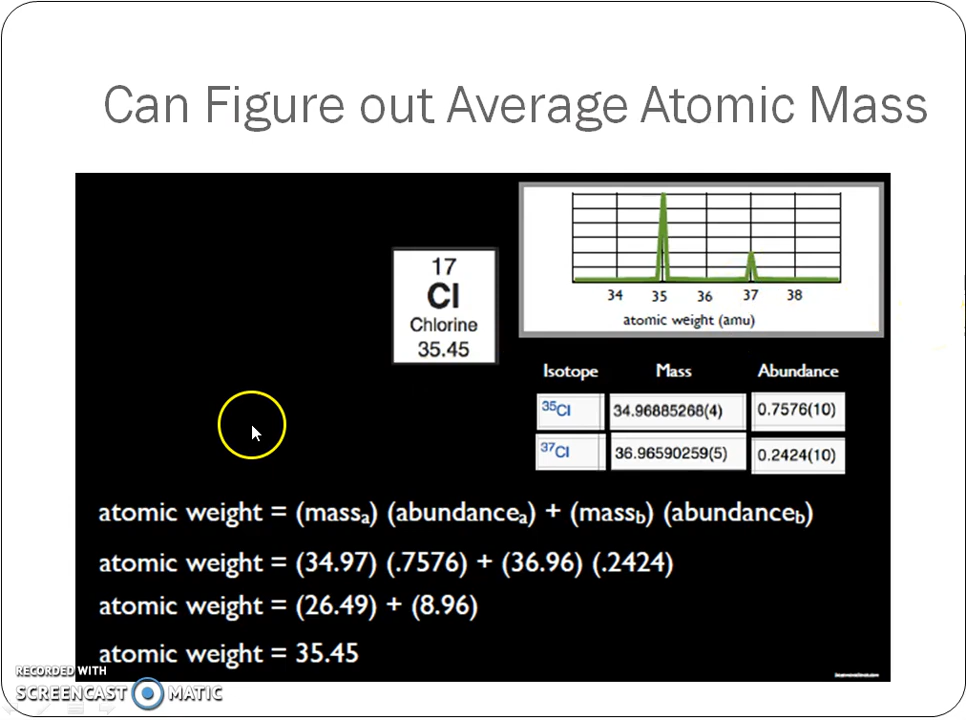 Can Figure out Average Atomic Mass
17
Cl
Chlorine
35.45
34 35 36 37 38
atomic weight (amu)
Isotope Mass Abundance
³⁵Cl 34.96885268(4) 0.7576(10)
³⁷Cl 36.96590259(5) 0.2424(10)
atomic weight = (massₐ) (abundanceₐ) + (mass_b) (abundance_b)
atomic weight = (34.97) (.7576) + (36.96) (.2424)
atomic weight = (26.49) + (8.96)
atomic weight = 35.45
RECORDED WITH
SCREENCAST MATIC